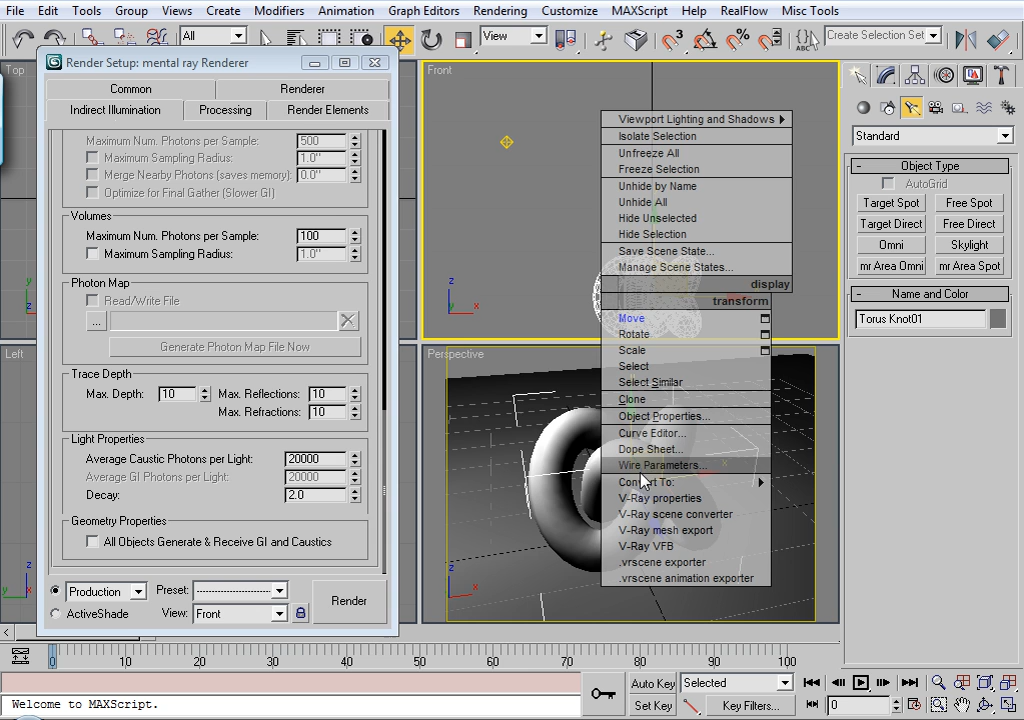 File Edit Tools Group Views Create Modifiers Animation Graph Editors Rendering Customize MAXScript Help RealFlow Misc Tools
All View 3 % ABC Create Selection Set
Top
Render Setup: mental ray Renderer
Common Renderer
Indirect Illumination Processing Render Elements
Maximum Num. Photons per Sample: 500
Maximum Sampling Radius: 1.0"
Merge Nearby Photons (saves memory): 0.0"
Optimize for Final Gather (Slower GI)
Volumes
Maximum Num. Photons per Sample: 100
Maximum Sampling Radius: 1.0"
Photon Map
Read/Write File
...
Generate Photon Map File Now
Trace Depth
Max. Depth: 10 Max. Reflections: 10
Max. Refractions: 10
Light Properties
Average Caustic Photons per Light: 20000
Average GI Photons per Light: 20000
Decay: 2.0
Geometry Properties
All Objects Generate & Receive GI and Caustics
Production Preset: Render
ActiveShade View: Front
y
z
Left
z
y
Front
z
x
Perspective
z
x
Viewport Lighting and Shadows
Isolate Selection
Unfreeze All
Freeze Selection
Unhide by Name
Unhide All
Hide Unselected
Hide Selection
Save Scene State...
Manage Scene States...
display
transform
Move
Rotate
Scale
Select
Select Similar
Clone
Object Properties...
Curve Editor...
Dope Sheet...
Wire Parameters...
Convert To:
V-Ray properties
V-Ray scene converter
V-Ray mesh export
V-Ray VFB
.vrscene exporter
.vrscene animation exporter
Standard
- Object Type
AutoGrid
Target Spot Free Spot
Target Direct Free Direct
Omni Skylight
mr Area Omni mr Area Spot
- Name and Color
Torus Knot01
0 10 20 30 40 50 60 70 80 90 100
Auto Key Selected
Welcome to MAXScript. Set Key Key Filters... 0